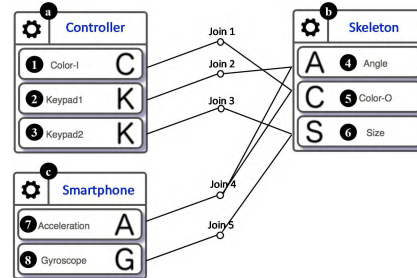 a
Controller
1 Color-I C
2 Keypad1 K
3 Keypad2 K
Join 1
Join 2
Join 3
b
Skeleton
A 4 Angle
C 5 Color-O
S 6 Size
c
Smartphone
7 Acceleration A
8 Gyroscope G
Join 4
Join 5